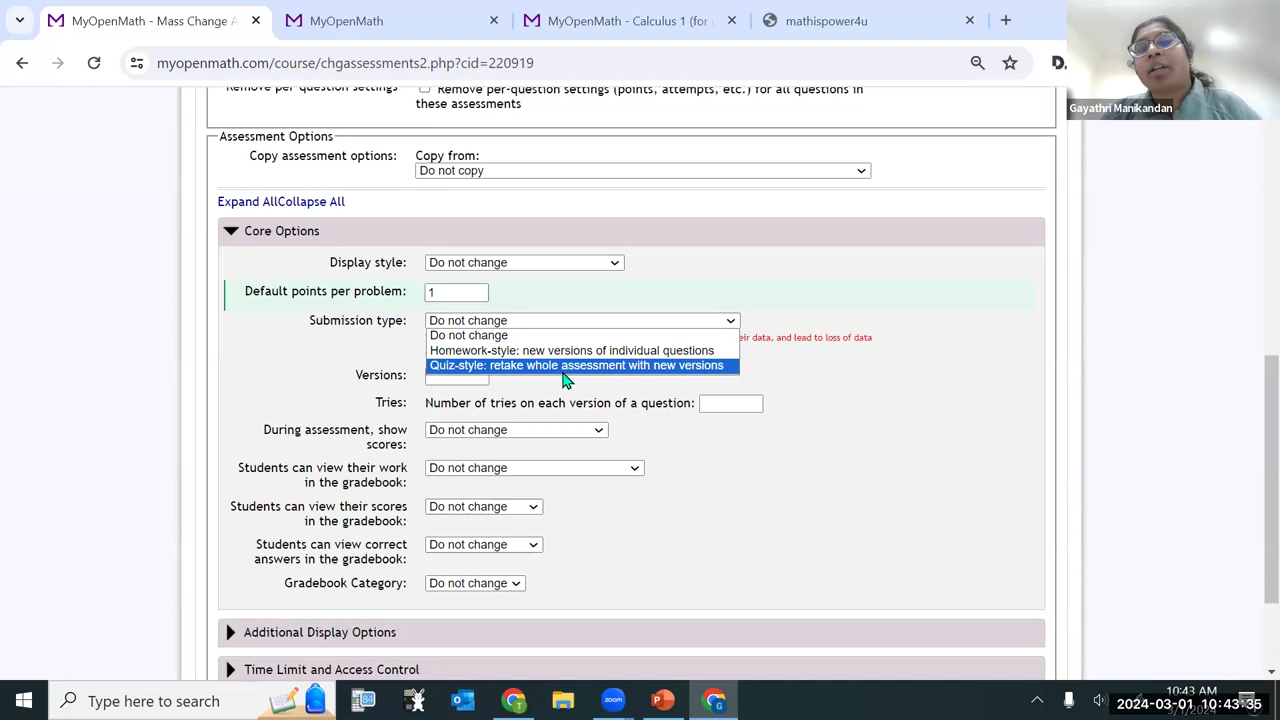 MyOpenMath - Mass Change A
MyOpenMath
MyOpenMath - Calculus 1 (for
mathispower4u
myopenmath.com/course/chgassessments2.php?cid=220919
D.
Gayathri Manikandan
Remove per-question settings
Remove per-question settings (points, attempts, etc.) for all questions in
these assessments
Assessment Options
Copy assessment options:
Copy from:
Do not copy
Expand AllCollapse All
Core Options
Display style:
Do not change
Default points per problem:
1
Submission type:
Do not change
Do not change
data, and lead to loss of data
Homework-style: new versions of individual questions
Quiz-style: retake whole assessment with new versions
Versions:
Tries:
Number of tries on each version of a question:
During assessment, show
scores:
Do not change
Students can view their work
in the gradebook:
Do not change
Students can view their scores
in the gradebook:
Do not change
Students can view correct
answers in the gradebook:
Do not change
Gradebook Category:
Do not change
Additional Display Options
Time Limit and Access Control
Type here to search
10:43 AM
2024-03-01 10:43:35